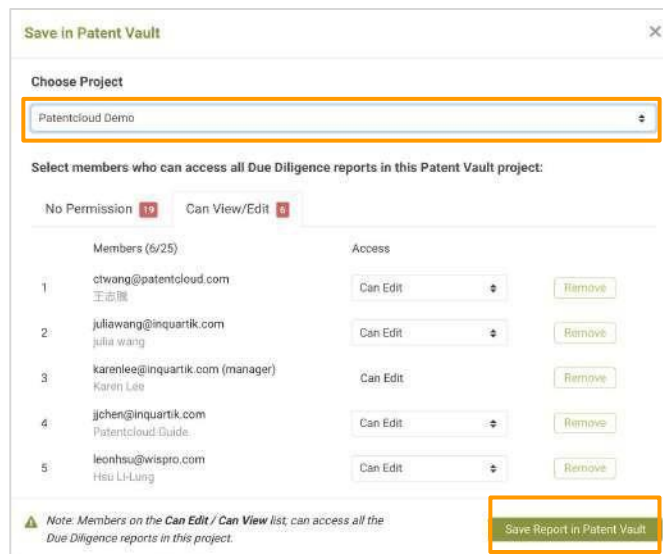 Save in Patent Vault ×
Choose Project
Patentcloud Demo
Select members who can access all Due Diligence reports in this Patent Vault project:
No Permission 19 Can View/Edit 6
Members (6/25) Access
1 ctwang@patentcloud.com Can Edit Remove
王志騰
2 juliawang@inquartik.com Can Edit Remove
julia wang
3 karenlee@inquartik.com (manager) Can Edit Remove
Karen Lee
4 jjchen@inquartik.com Can Edit Remove
Patentcloud Guide.
5 leonhsu@wispro.com Can Edit Remove
Hsu Li-Lung
Note: Members on the Can Edit / Can View list, can access all the
Due Diligence reports in this project.
Save Report in Patent Vault